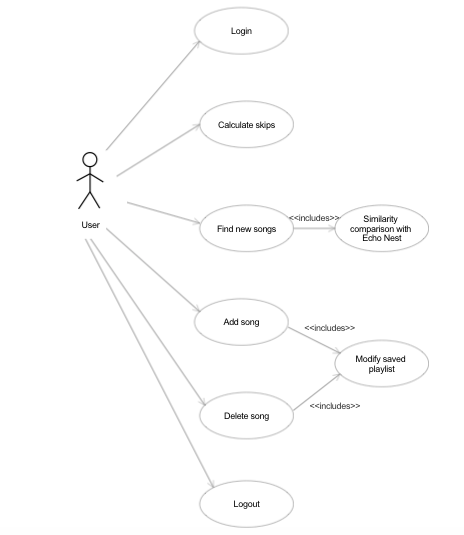 Login
Calculate skips
User
Find new songs
<<includes>>
Similarity
comparison with
Echo Nest
Add song
<<includes>>
Modify saved
playlist
<<includes>>
Delete song
Logout